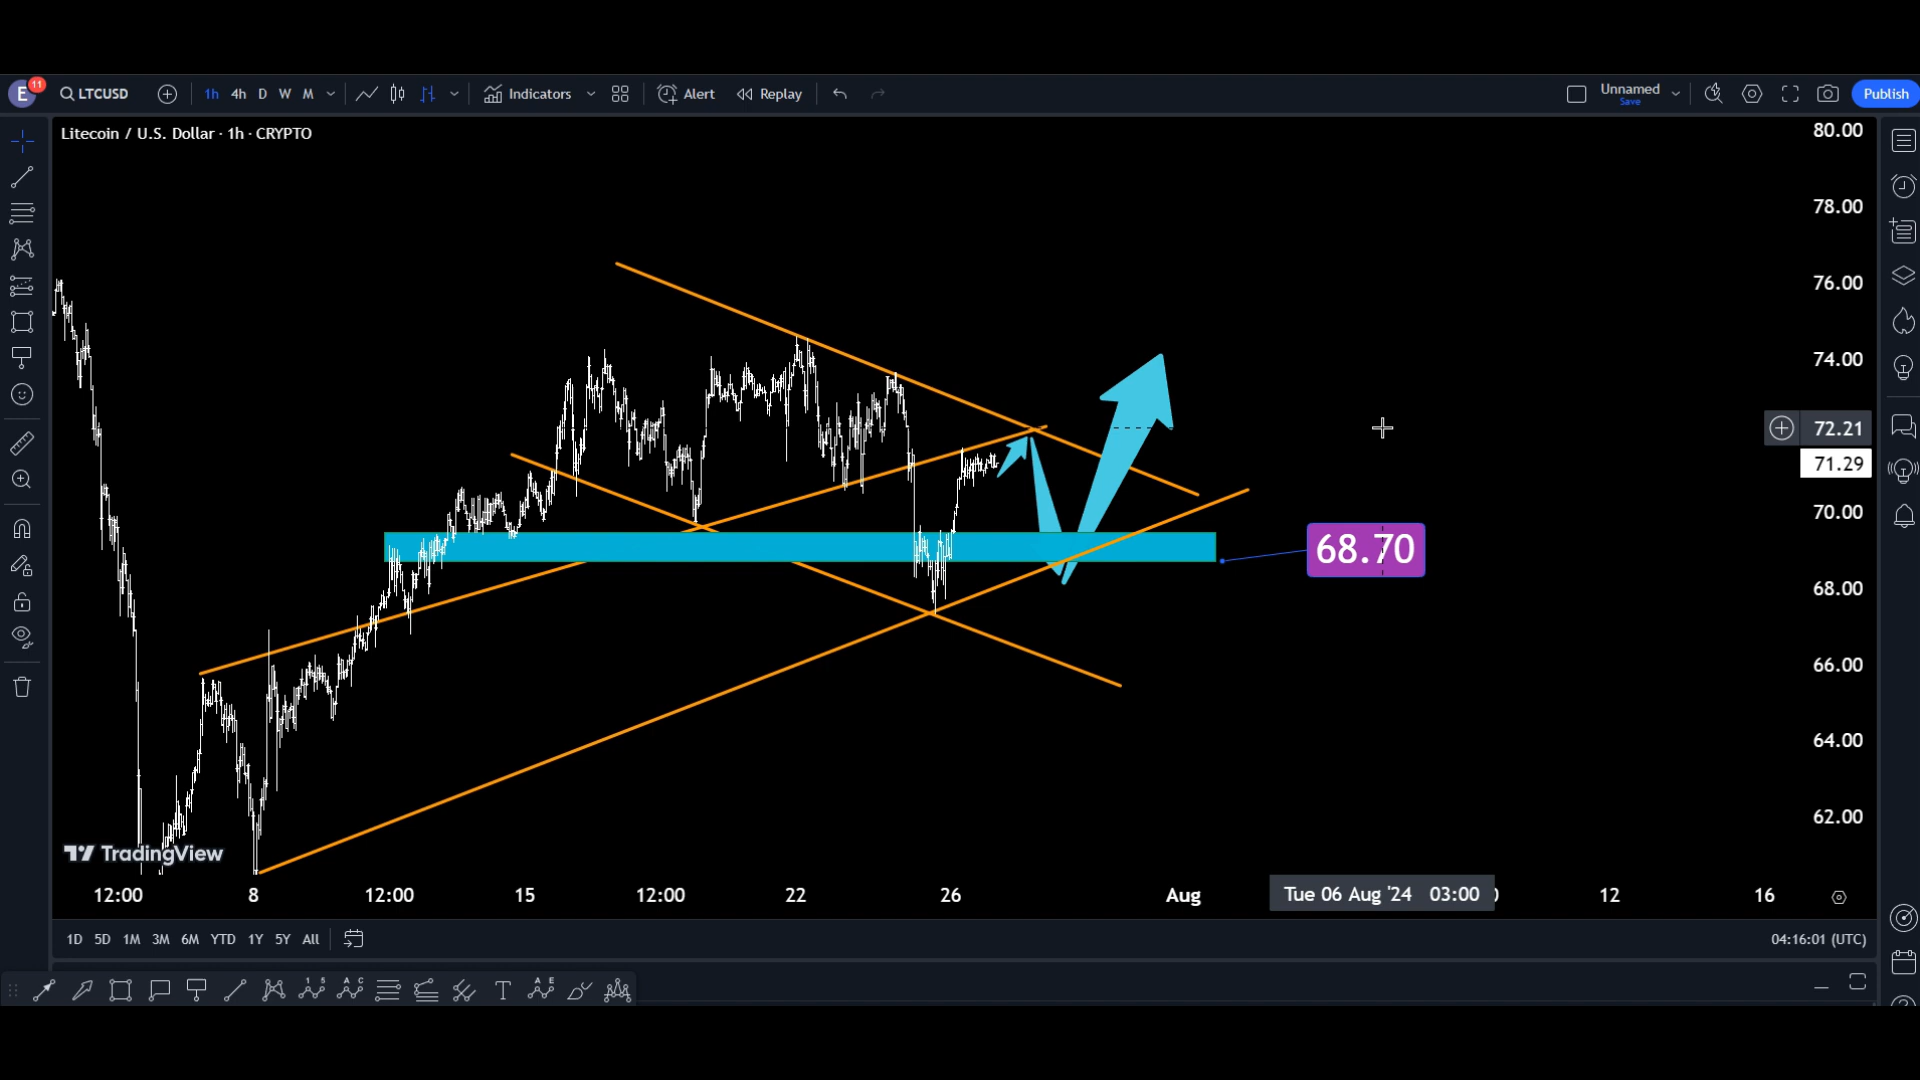 E 11 LTCUSD 1h 4h D W M Indicators Alert Replay Unnamed Save Publish
Litecoin / U.S. Dollar · 1h · CRYPTO
80.00
78.00
76.00
74.00
72.21
71.29
70.00
68.70
68.00
66.00
64.00
62.00
TradingView
12:00 8 12:00 15 12:00 22 26 Aug Tue 06 Aug '24 03:00 12 16
1D 5D 1M 3M 6M YTD 1Y 5Y All 04:16:01 (UTC)